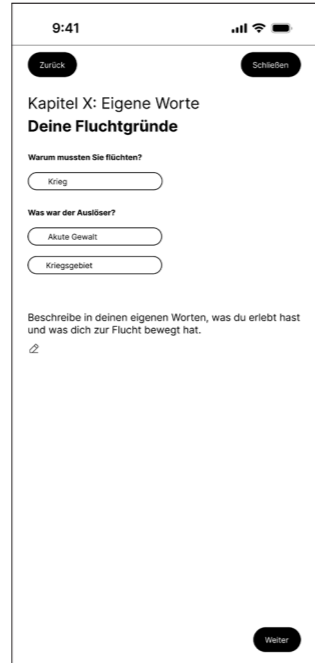 9:41
Zurück
Schließen
Kapitel X: Eigene Worte
Deine Fluchtgründe
Warum mussten Sie flüchten?
Krieg
Was war der Auslöser?
Akute Gewalt
Kriegsgebiet
Beschreibe in deinen eigenen Worten, was du erlebt hast
und was dich zur Flucht bewegt hat.
Weiter